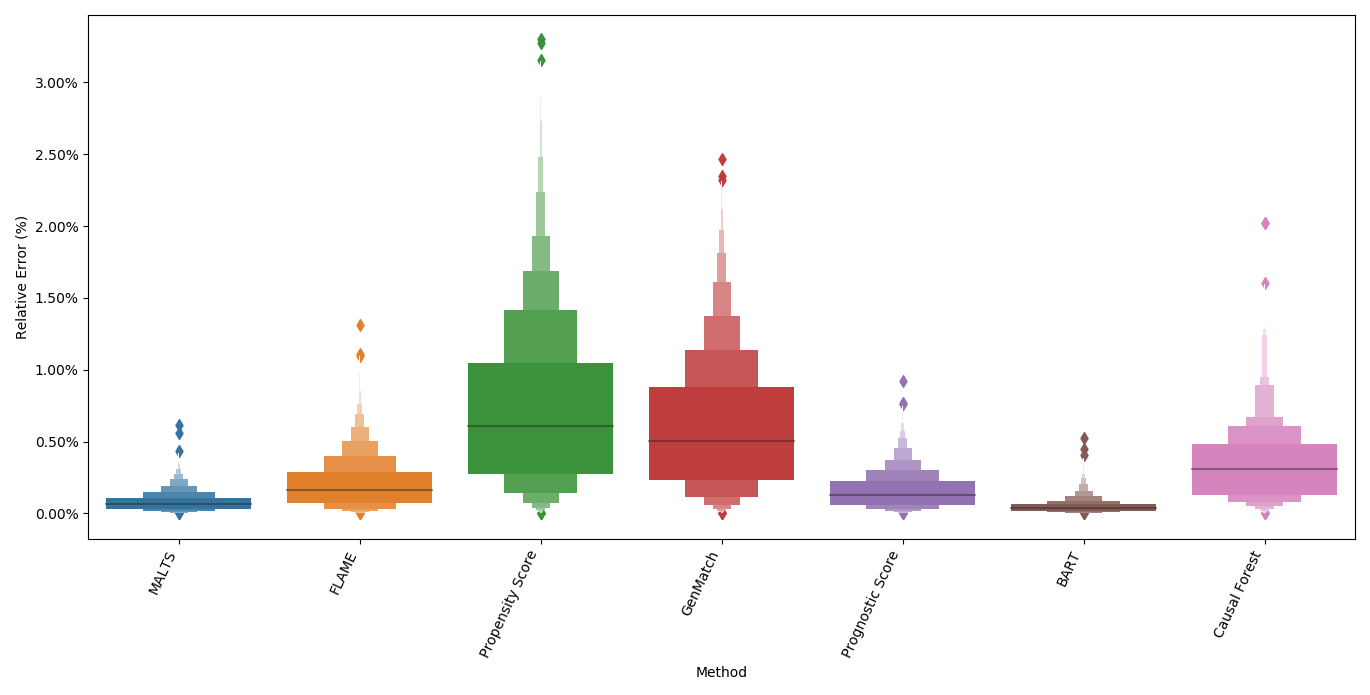 Relative Error (%)
3.00%
2.50%
2.00%
1.50%
1.00%
0.50%
0.00%
MALTS
FLAME
Propensity Score
GenMatch
Prognostic Score
BART
Causal Forest
Method